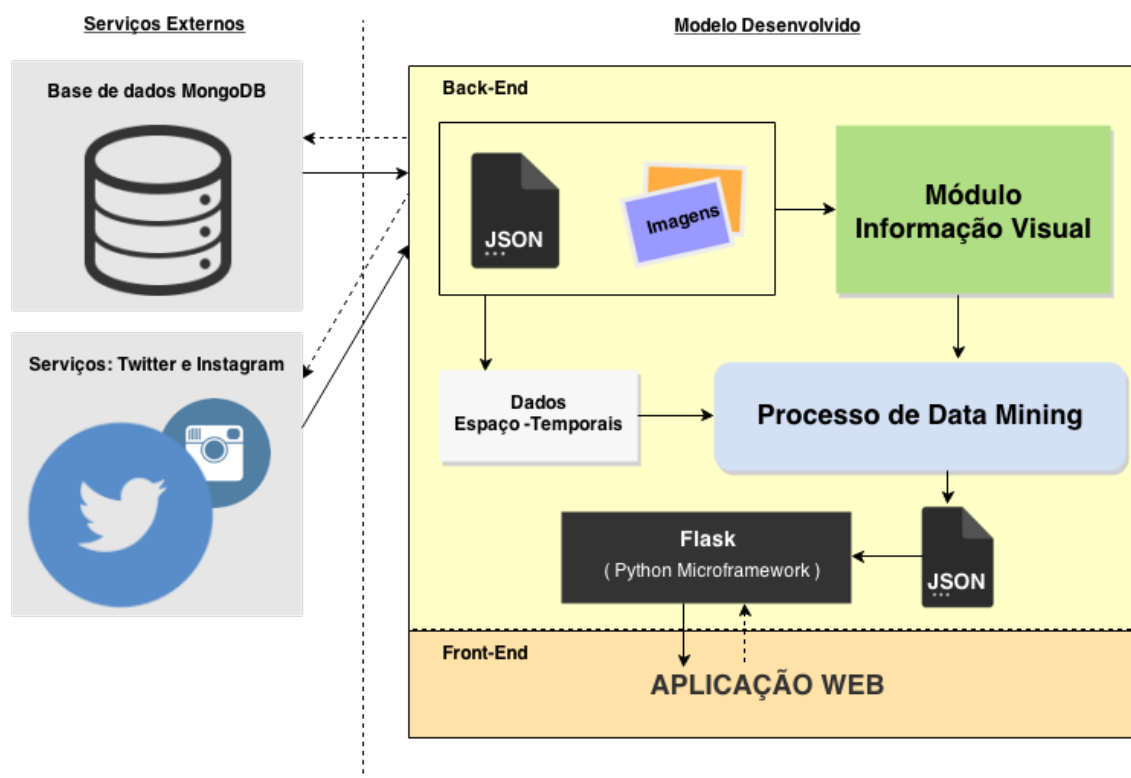 Serviços Externos
Modelo Desenvolvido
Base de dados MongoDB
Serviços: Twitter e Instagram
Back-End
JSON
Imagens
Módulo
Informação Visual
Dados
Espaço -Temporais
Processo de Data Mining
Flask
( Python Microframework )
JSON
Front-End
APLICAÇÃO WEB